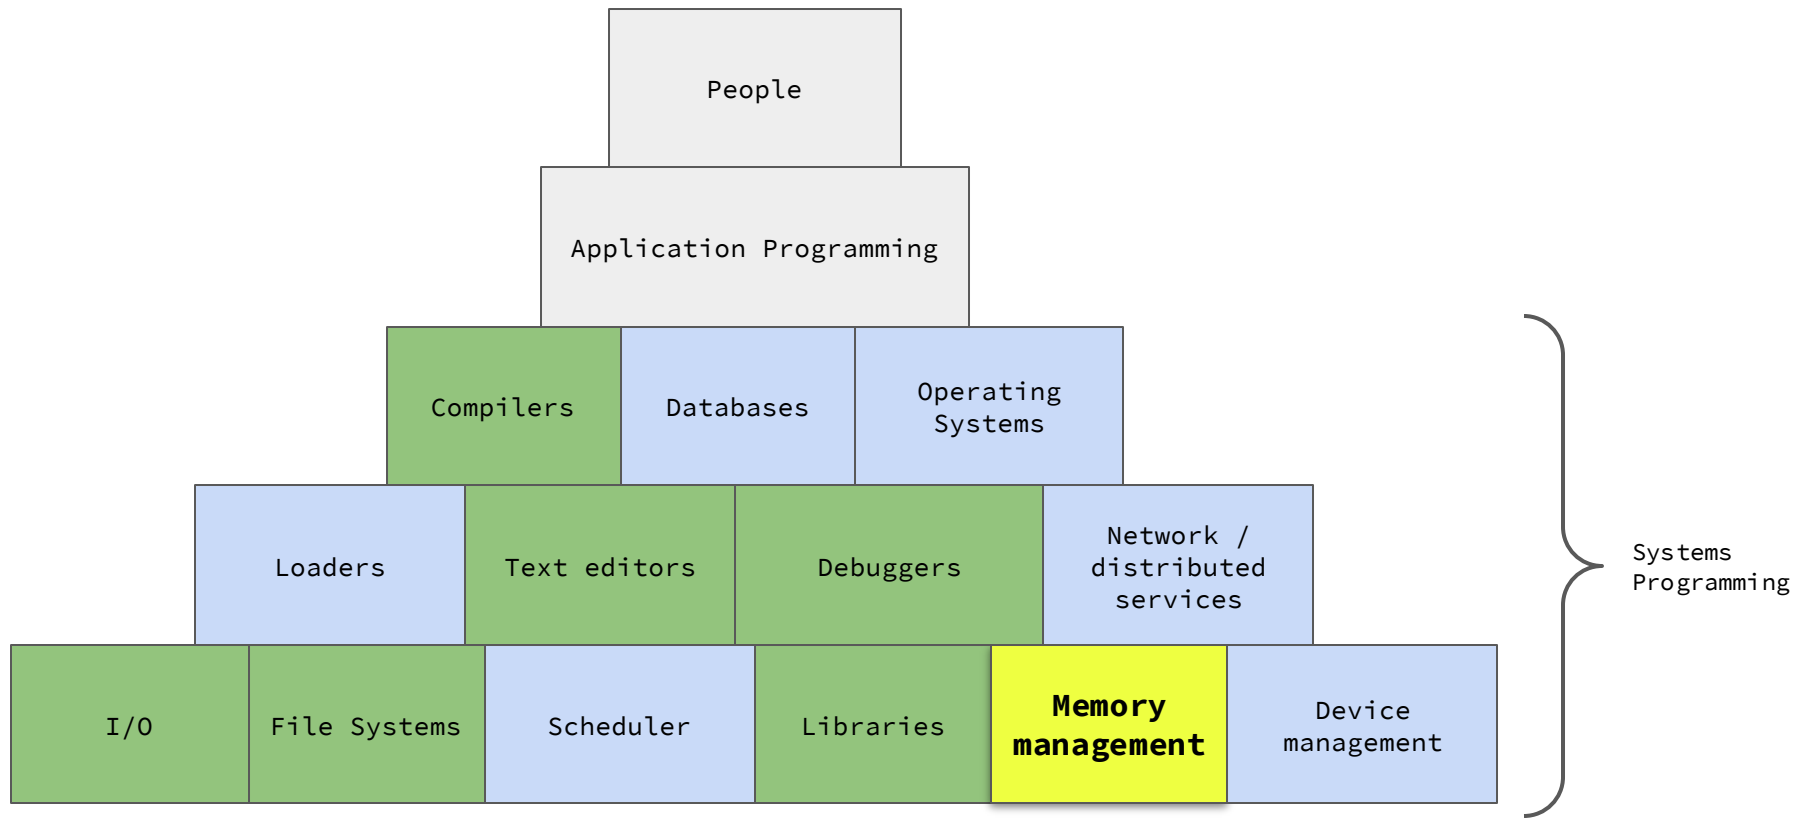 People
Application Programming
Compilers
Databases
Operating
Systems
Loaders
Text editors
Debuggers
Network /
distributed
services
Systems
Programming
I/O
File Systems
Scheduler
Libraries
Memory
management
Device
management